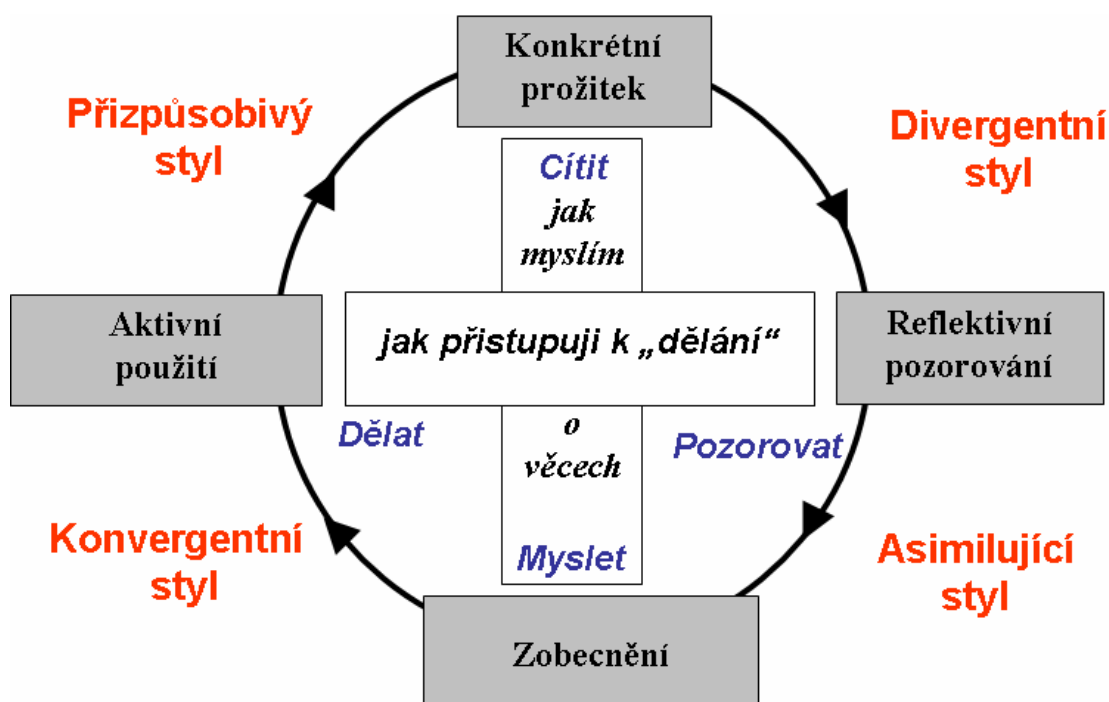 Konkrétní
prožitek
Přizpůsobivý
styl
Divergentní
styl
Cítit
jak
myslím
Aktivní
použití
jak přistupuji k „dělání“
Reflektivní
pozorování
Dělat
o
věcech
Pozorovat
Konvergentní
styl
Myslet
Asimilující
styl
Zobecnění